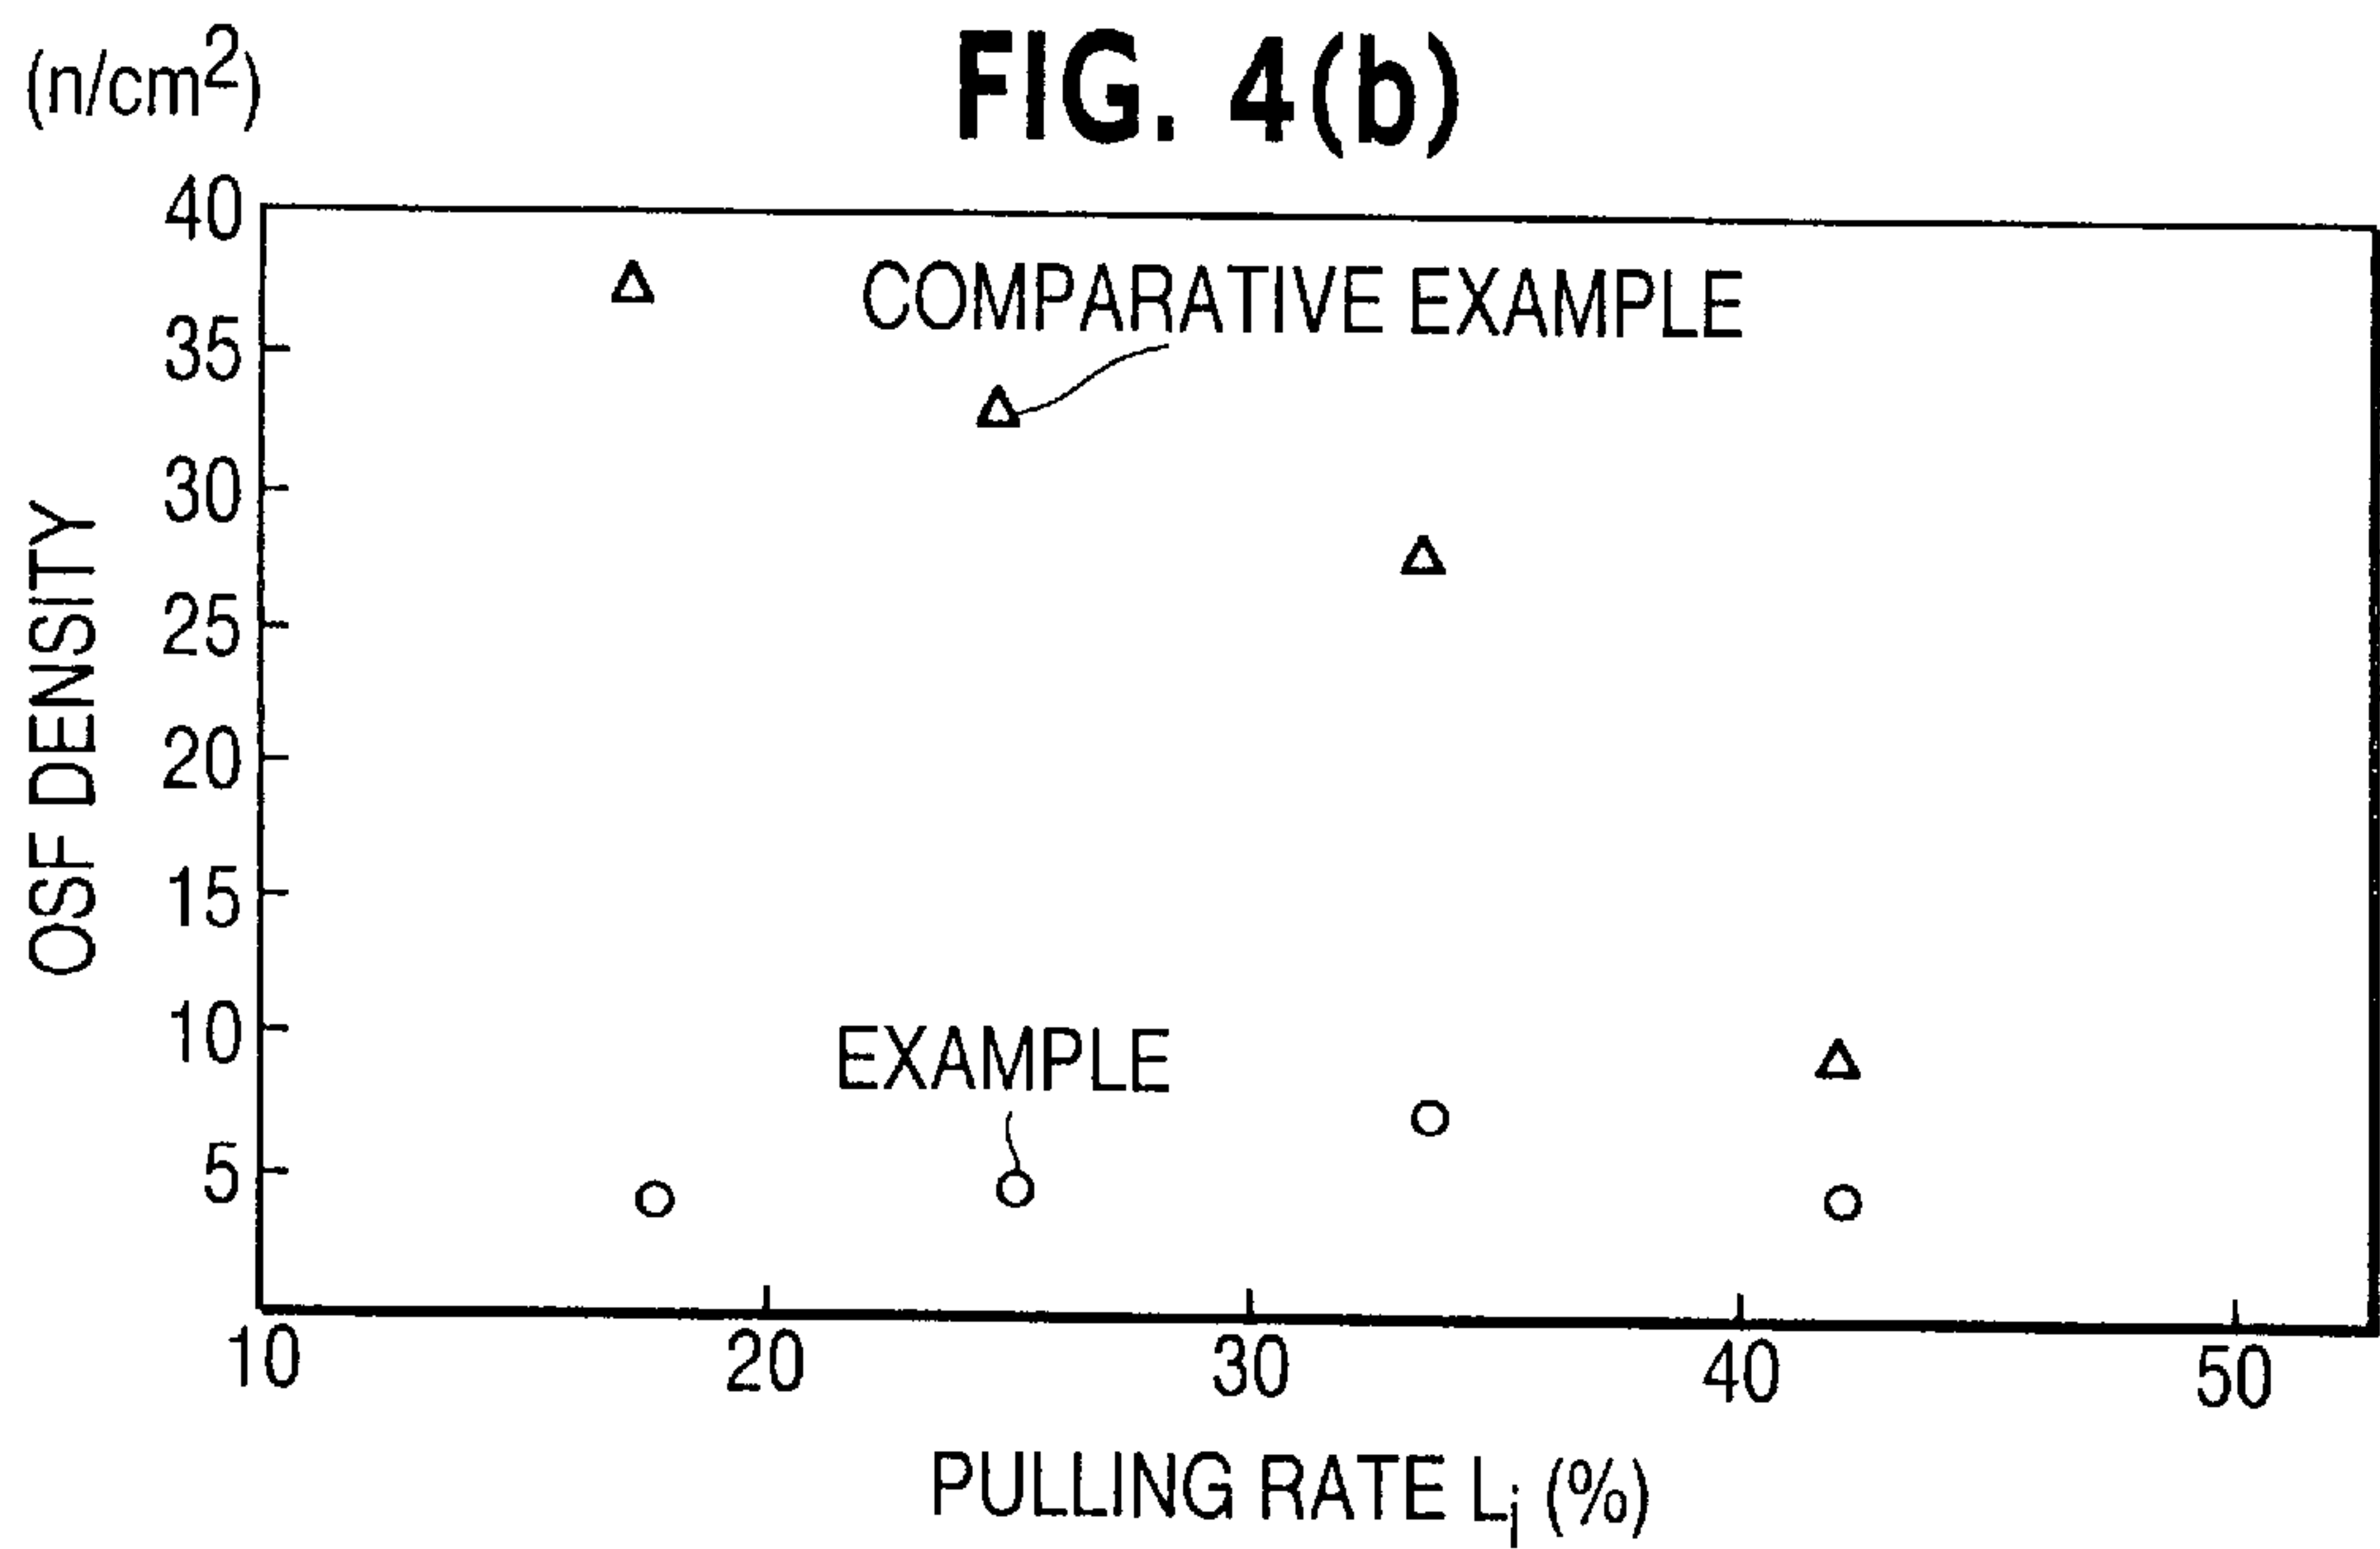 FIG. 4(b)
(n/cm2)
40
35
30
25
20
15
10
5
OSF DENSITY
COMPARATIVE EXAMPLE
EXAMPLE
10 20 30 40 50
PULLING RATE Li (%)